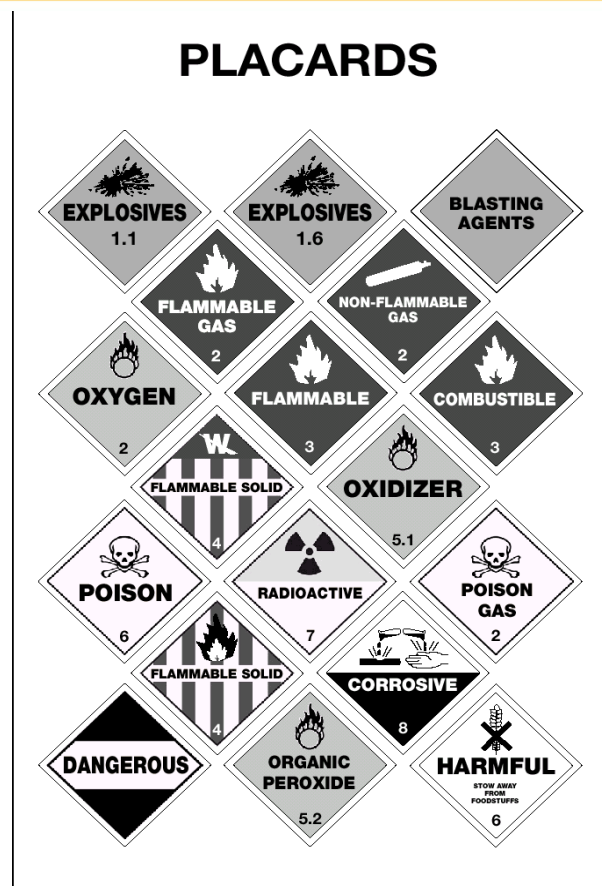 PLACARDS
EXPLOSIVES
1.1
EXPLOSIVES
1.6
BLASTING
AGENTS
FLAMMABLE
GAS
2
NON-FLAMMABLE
GAS
2
OXYGEN
2
FLAMMABLE
3
COMBUSTIBLE
3
W
FLAMMABLE SOLID
4
OXIDIZER
5.1
POISON
6
RADIOACTIVE
7
POISON
GAS
2
FLAMMABLE SOLID
4
CORROSIVE
8
DANGEROUS
ORGANIC
PEROXIDE
5.2
HARMFUL
STOW AWAY
FROM
FOODSTUFFS
6